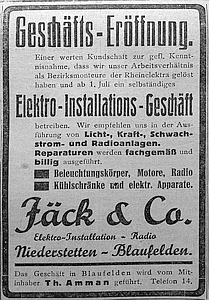 Geschäfts-Eröffnung.
Einer werten Kundschaft zur gefl. Kennt-
nisnahme, dass wir unser Arbeitsverhältnis
als Bezirksmonteure der Rheinelektra gelöst
haben und ab 1. Juli ein selbständiges
Elektro-Installations-Geschäft
betreiben. Wir empfehlen uns in der Aus-
führung von Licht-, Kraft-, Schwach-
strom- und Radioanlagen.
Reparaturen werden fachgemäß und
billig ausgeführt.
Beleuchtungskörper, Motore, Radio
Kühlschränke und elektr. Apparate.
Jäck & Co.
Elektro-Installation - Radio
Niederstetten - Blaufelden.
Das Geschäft in Blaufelden wird vom Mit-
inhaber Th. Amman geführt. Telefon 14.